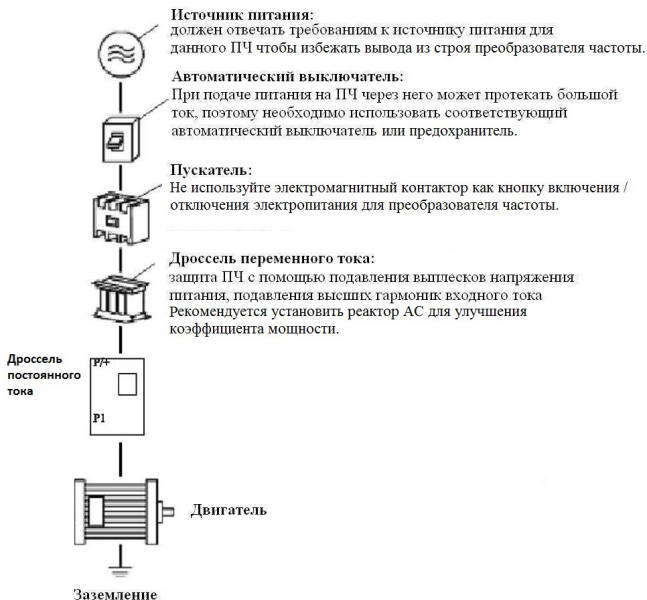 Источник питания:
должен отвечать требованиям к источнику питания для
данного ПЧ чтобы избежать вывода из строя преобразователя частоты.
Автоматический выключатель:
При подаче питания на ПЧ через него может протекать большой
ток, поэтому необходимо использовать соответствующий
автоматический выключатель или предохранитель.
Пускатель:
Не используйте электромагнитный контактор как кнопку включения /
отключения электропитания для преобразователя частоты.
Дроссель переменного тока:
защита ПЧ с помощью подавления выплесков напряжения
питания, подавления высших гармоник входного тока
Рекомендуется установить реактор АС для улучшения
коэффициента мощности.
Дроссель
постоянного
тока
P/+
P1
Двигатель
Заземление